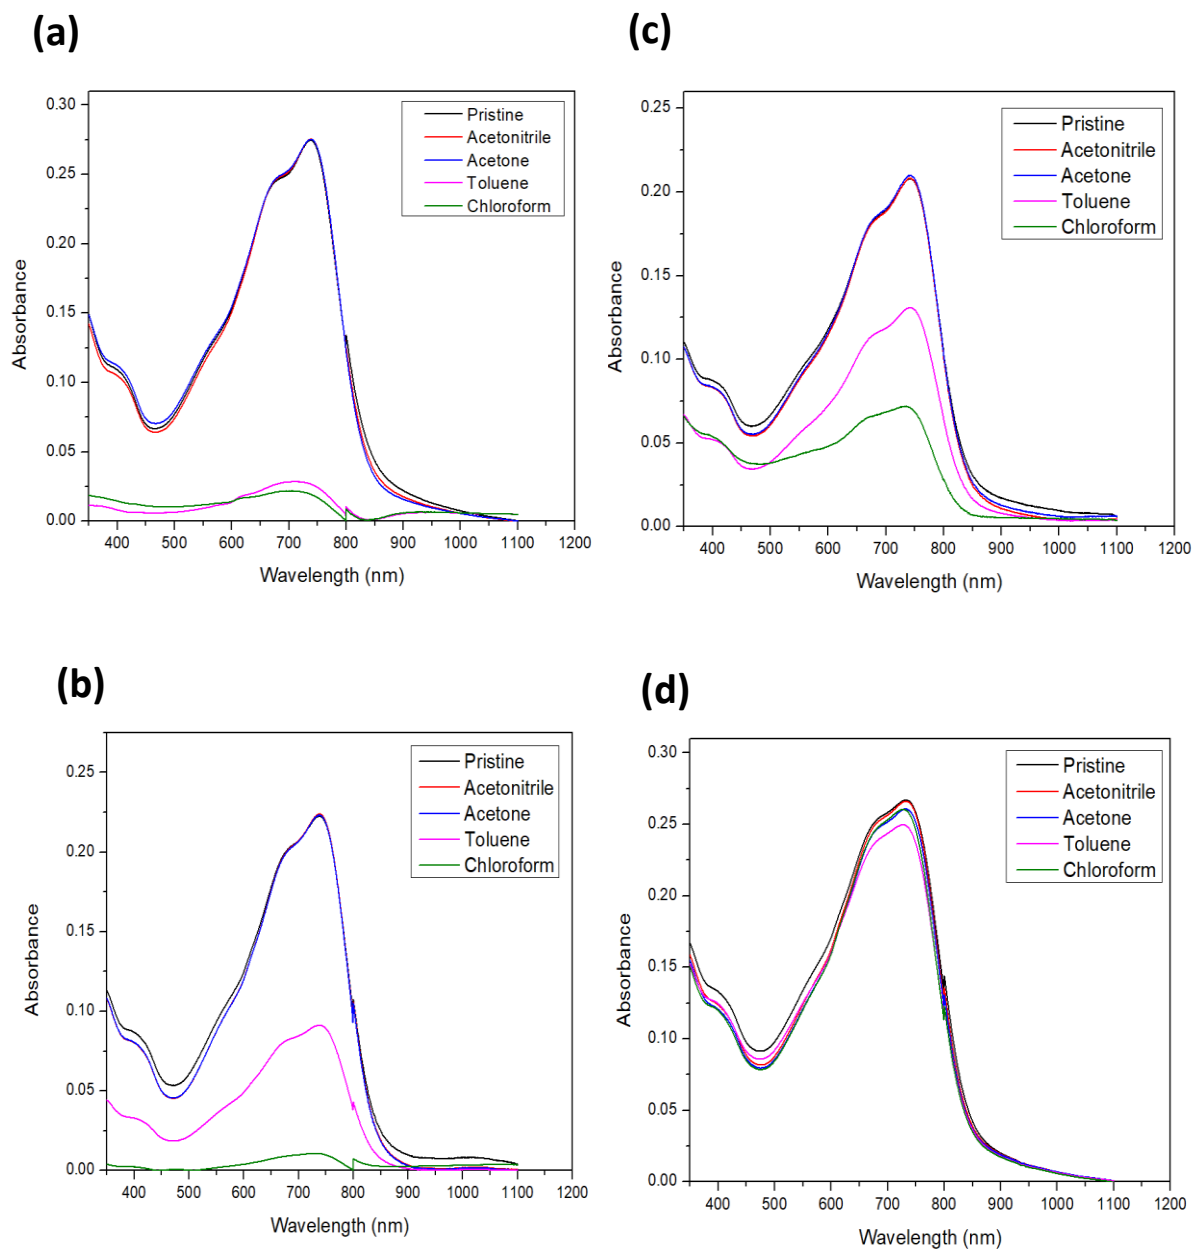 (a)
0.30
0.25
0.20
0.15
0.10
0.05
0.00
Absorbance
Pristine
Acetonitrile
Acetone
Toluene
Chloroform
400 500 600 700 800 900 1000 1100 1200
Wavelength (nm)
(c)
0.25
0.20
0.15
0.10
0.05
0.00
Absorbance
Pristine
Acetonitrile
Acetone
Toluene
Chloroform
400 500 600 700 800 900 1000 1100 1200
Wavelength (nm)
(b)
0.25
0.20
0.15
0.10
0.05
0.00
Absorbance
Pristine
Acetonitrile
Acetone
Toluene
Chloroform
400 500 600 700 800 900 1000 1100 1200
Wavelength (nm)
(d)
0.30
0.25
0.20
0.15
0.10
0.05
0.00
Absorbance
Pristine
Acetonitrile
Acetone
Toluene
Chloroform
400 500 600 700 800 900 1000 1100 1200
Wavelength (nm)